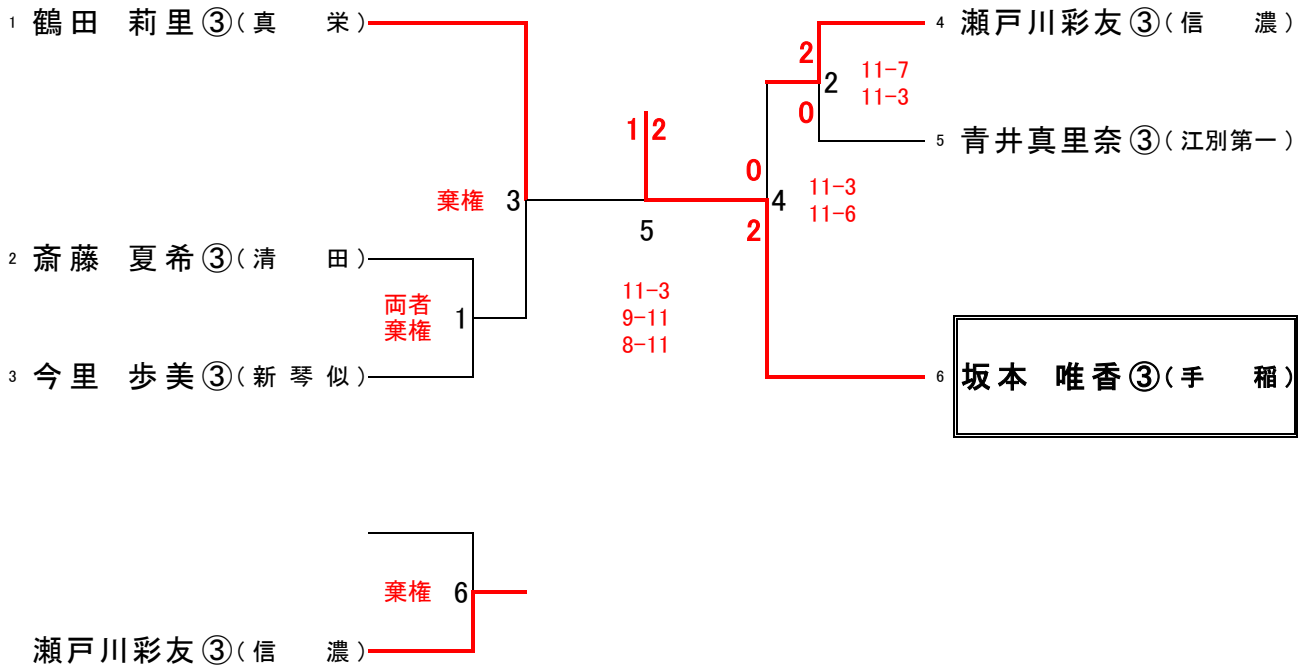 1 鶴田 莉里③(真 栄)
4 瀬戸川彩友③(信 濃)
2
2 11-7
11-3
0
5 青井真里奈③(江別第一)
1 2
0
棄権 3
4 11-3
11-6
2
5
2 斎藤 夏希③(清 田)
両者
棄権 1
11-3
9-11
8-11
3 今里 歩美③(新琴似)
6 坂本 唯香③(手 稲)
棄権 6
瀬戸川彩友③(信 濃)